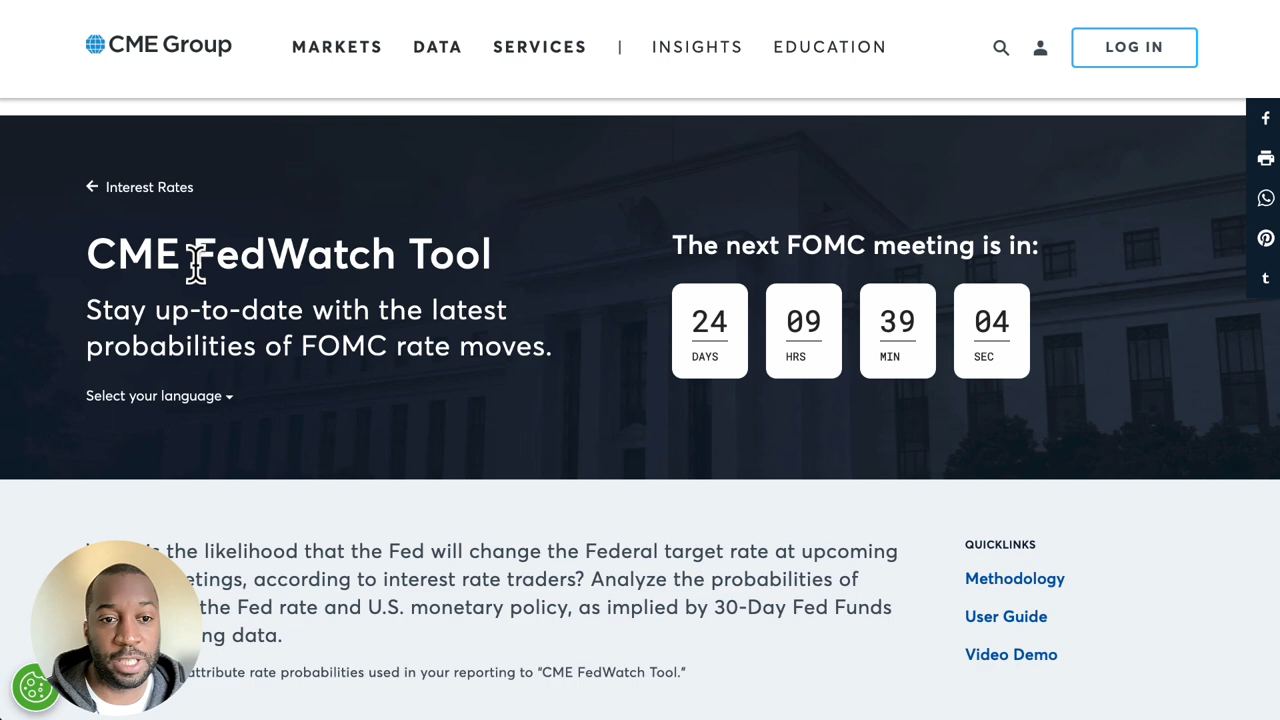 CME Group
MARKETS DATA SERVICES | INSIGHTS EDUCATION
LOG IN
Interest Rates
CME FedWatch Tool
Stay up-to-date with the latest
probabilities of FOMC rate moves.
Select your language
The next FOMC meeting is in:
24 09 39 04
DAYS HRS MIN SEC
the likelihood that the Fed will change the Federal target rate at upcoming
according to interest rate traders? Analyze the probabilities of
the Fed rate and U.S. monetary policy, as implied by 30-Day Fed Funds
data.
attribute rate probabilities used in your reporting to "CME FedWatch Tool."
QUICKLINKS
Methodology
User Guide
Video Demo